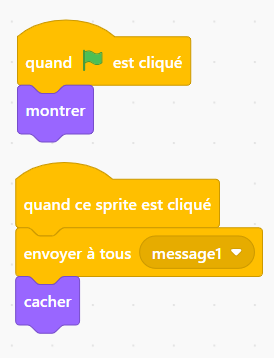 quand est cliqué
montrer
quand ce sprite est cliqué
envoyer à tous message1
cacher